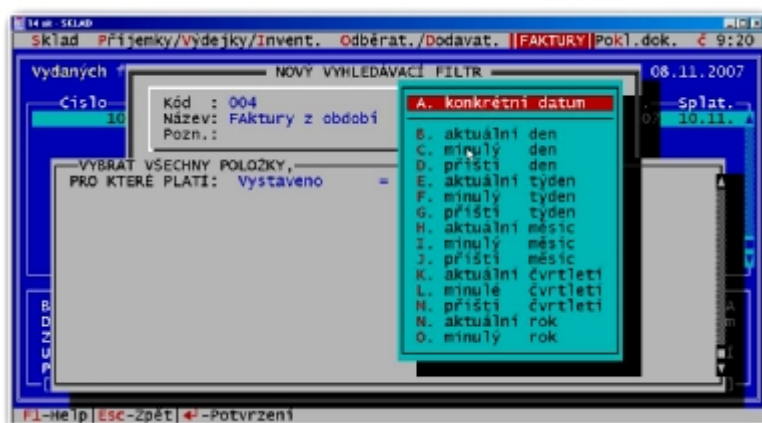 14 ok - SKLAD
Sklad Příjemky/Výdejky/Invent. Odběrat./Dodavat. FAKTURY Pokl.dok. č 9:20
Vydaných NOVÝ VYHLEDÁVACÍ FILTR 08.11.2007
Číslo Splat.
Kód : 004
10 Název: FAktury z období 07 10.11.
Pozn.:
A. konkrétní datum
B. aktuální den
C. minulý den
D. příští den
E. aktuální týden
F. minulý týden
G. příští týden
H. aktuální měsíc
I. minulý měsíc
J. příští měsíc
K. aktuální čtvrtletí
L. minulé čtvrtletí
M. příští čtvrtletí
N. aktuální rok
O. minulý rok
VYBRAT VŠECHNY POLOŽKY,
PRO KTERÉ PLATÍ: Vystaveno =
F1-Help Esc-Zpět ↵-Potvrzení